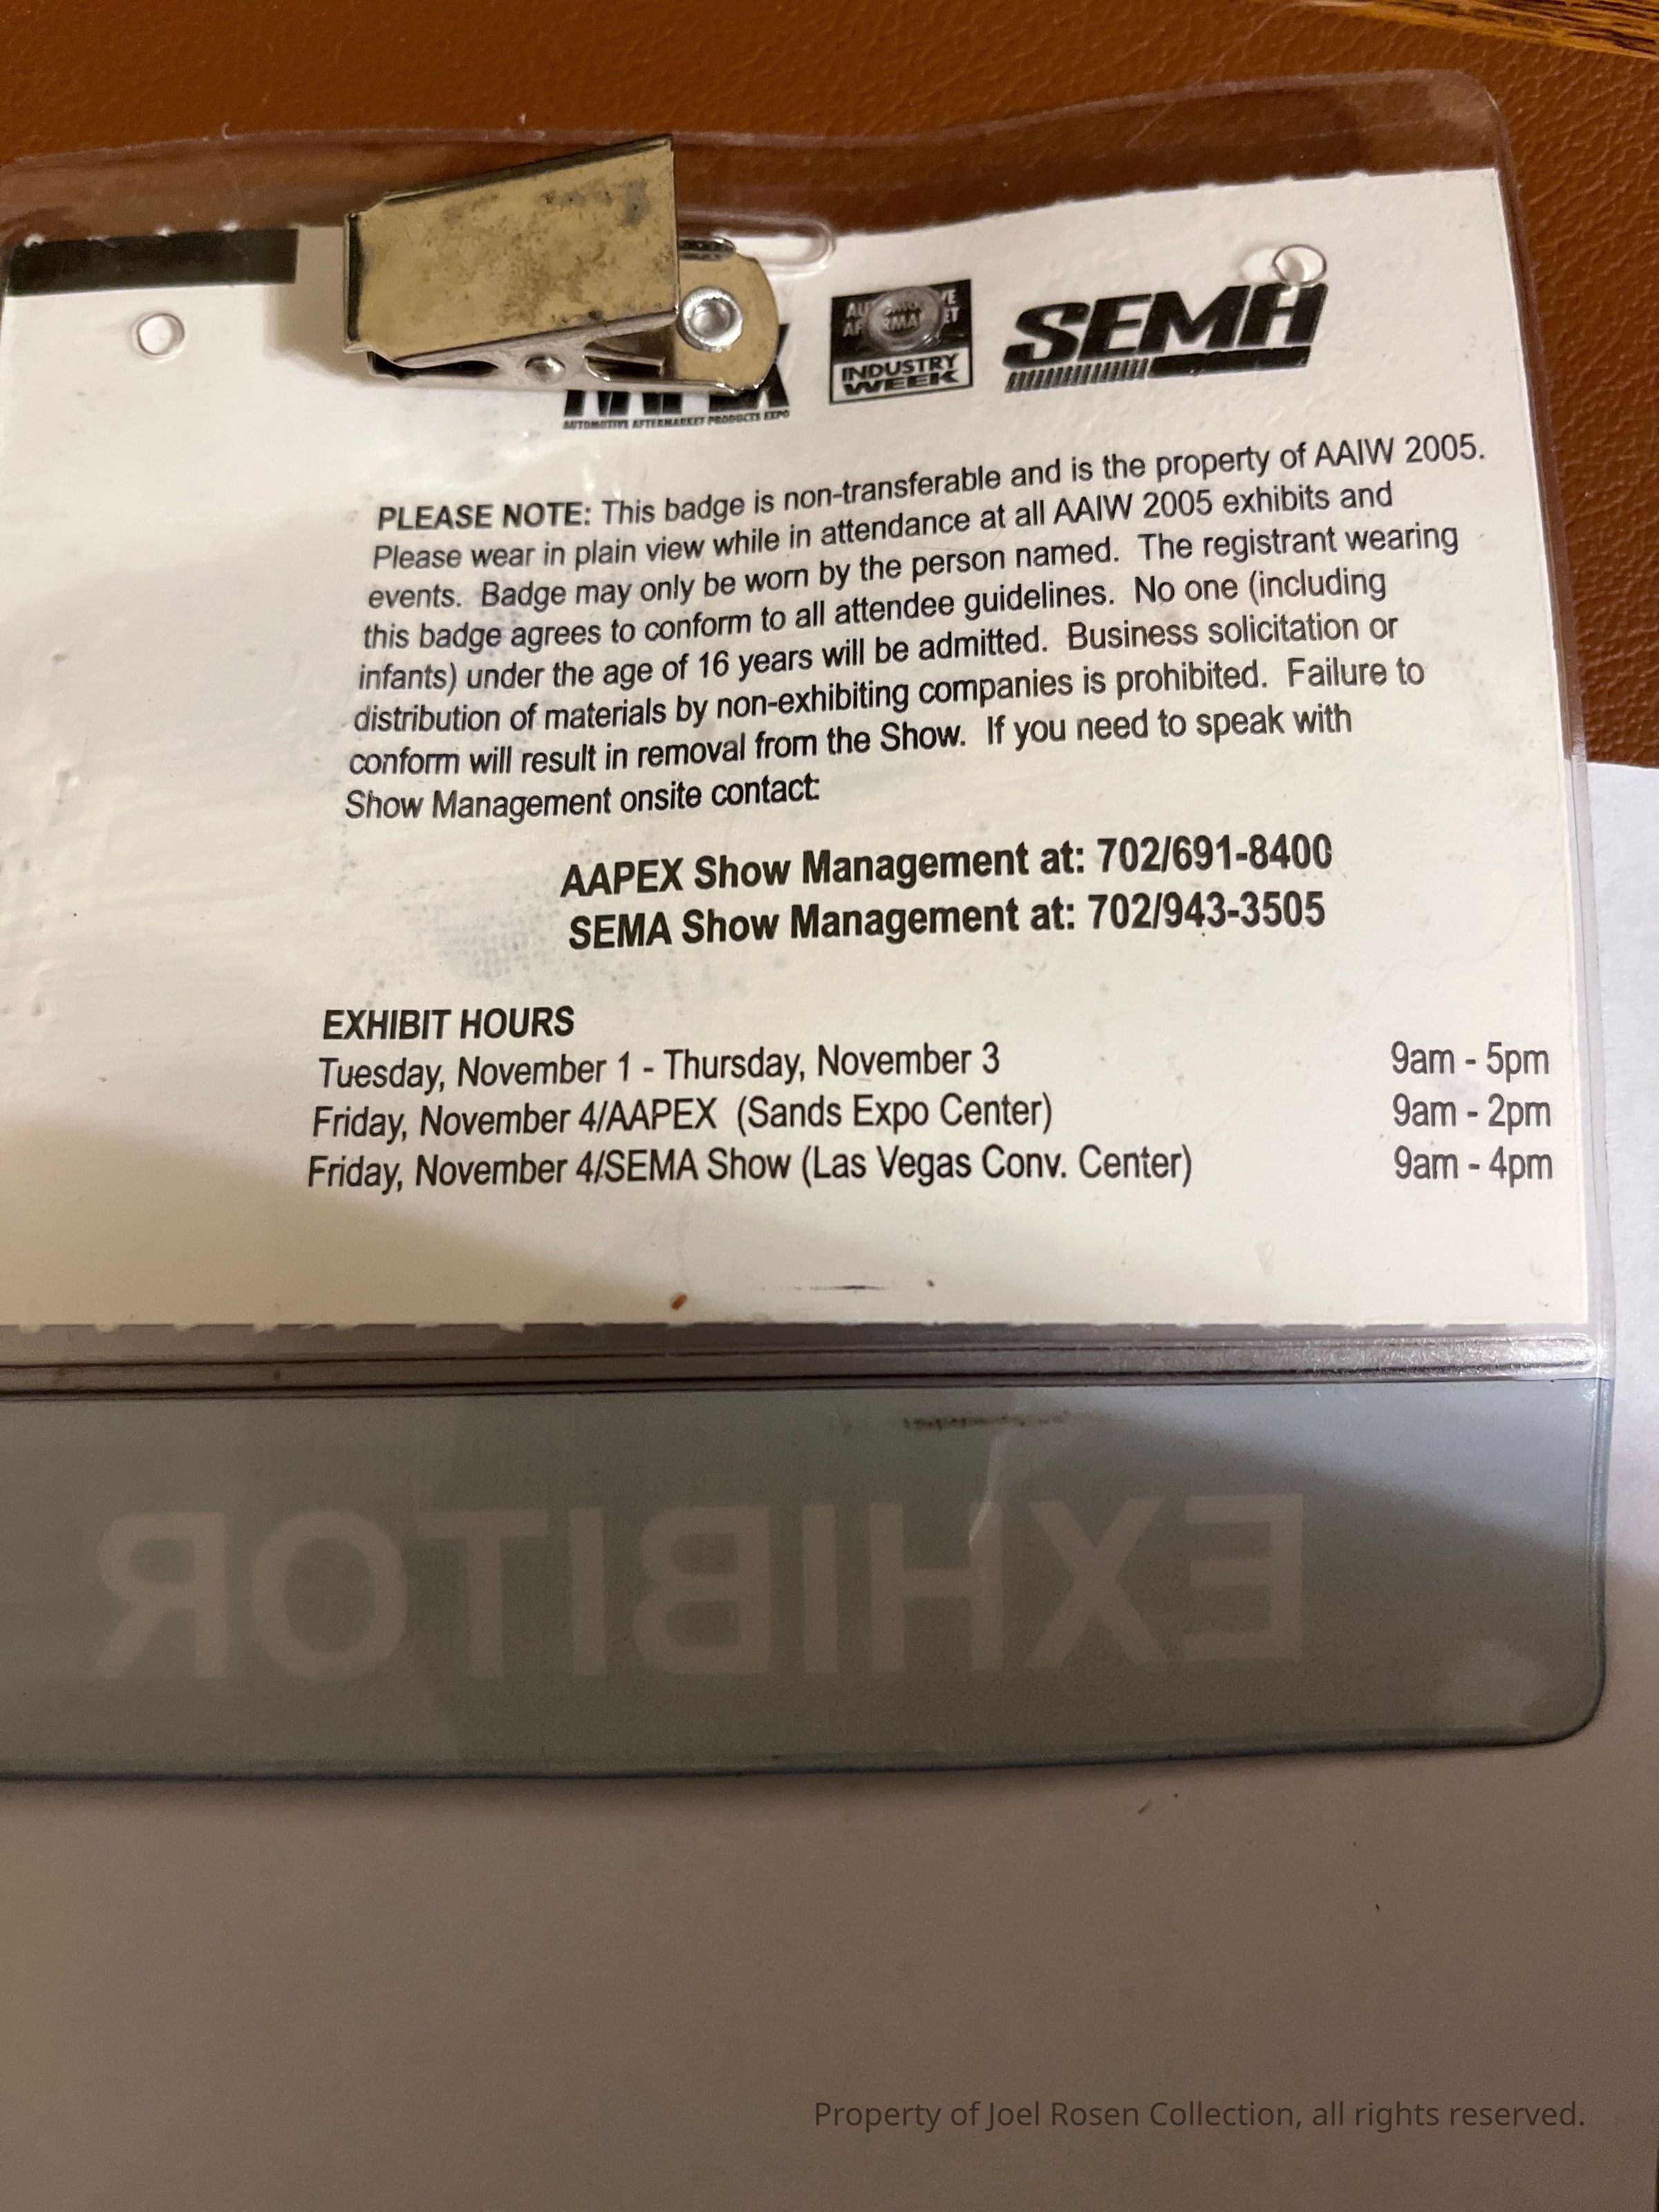 AUTOMOTIVE AFTERMARKET PRODUCTS EXPO
INDUSTRY
WEEK
SEMA
PLEASE NOTE: This badge is non-transferable and is the property of AAIW 2005.
Please wear in plain view while in attendance at all AAIW 2005 exhibits and
events. Badge may only be worn by the person named. The registrant wearing
this badge agrees to conform to all attendee guidelines. No one (including
infants) under the age of 16 years will be admitted. Business solicitation or
distribution of materials by non-exhibiting companies is prohibited. Failure to
conform will result in removal from the Show. If you need to speak with
Show Management onsite contact:
AAPEX Show Management at: 702/691-8400
SEMA Show Management at: 702/943-3505
EXHIBIT HOURS
Tuesday, November 1 - Thursday, November 3 9am - 5pm
Friday, November 4/AAPEX (Sands Expo Center) 9am - 2pm
Friday, November 4/SEMA Show (Las Vegas Conv. Center) 9am - 4pm
EXHIBITOR
Property of Joel Rosen Collection, all rights reserved.